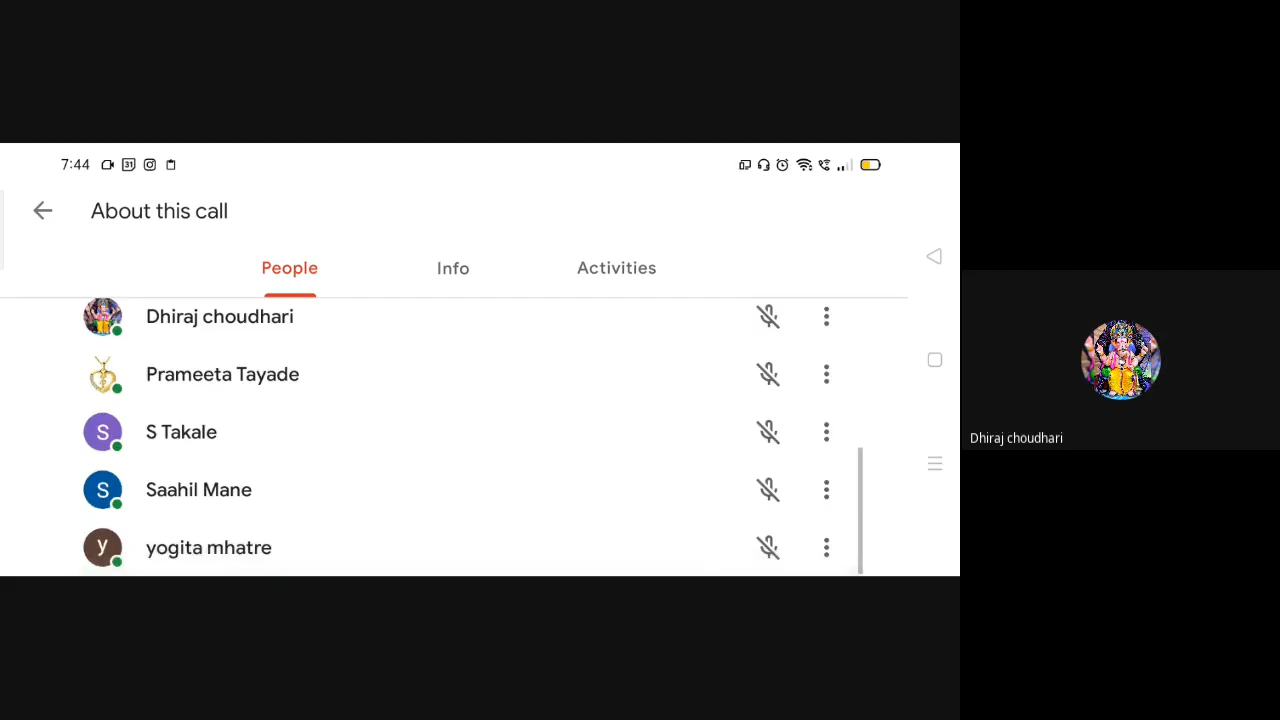 7:44 31
About this call
People Info Activities
Dhiraj choudhari
Prameeta Tayade
S Takale
S
Saahil Mane
S
yogita mhatre
y
Dhiraj choudhari